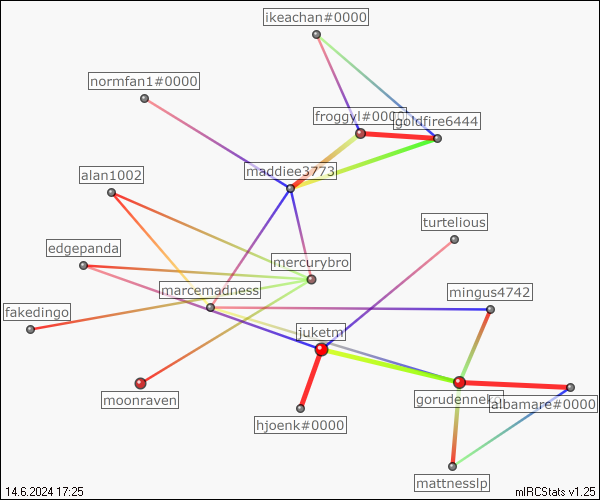 ikeachan#0000
normfan1#0000
froggyl#0000
goldfire6444
maddiee3773
alan1002
turtelious
edgepanda
mercurybro
marcemadness
mingus4742
fakedingo
juketm
moonraven
albamare#0000
hjoenk#0000
mattnesslp
14.6.2024 17:25
mIRCStats v1.25